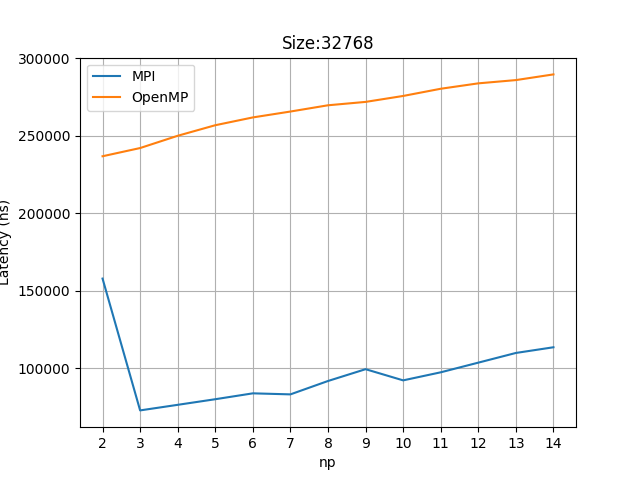 Size:32768
MPI
OpenMP
300000
250000
200000
150000
100000
Latency (ns)
2 3 4 5 6 7 8 9 10 11 12 13 14
np